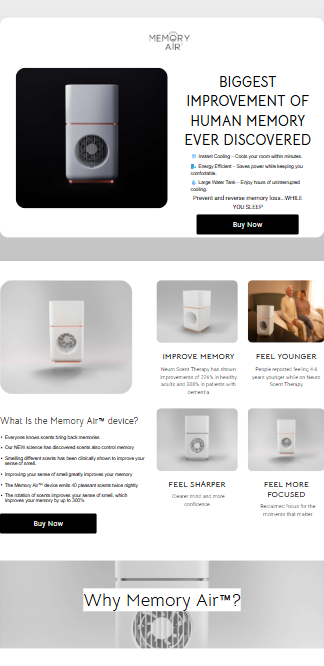 MEMORY
AIR
BIGGEST
IMPROVEMENT OF
HUMAN MEMORY
EVER DISCOVERED
Instant Cooling – Cools your room within minutes.
Energy Efficient – Saves power while keeping you
comfortable.
Large Water Tank – Enjoy hours of uninterrupted
cooling.
Prevent and reverse memory loss...WHILE
YOU SLEEP
Buy Now
IMPROVE MEMORY
Neuro Scent Therapy has shown
improvements of 226% in healthy
adults and 300% in patients with
dementia
FEEL YOUNGER
People reported feeling 4-6
years younger while on Neuro
Scent Therapy
What Is the Memory Air™ device?
• Everyone knows scents bring back memories
• Our NEW science has discovered scents also control memory
• Smelling different scents has been clinically shown to improve your
sense of smell.
• Improving your sense of smell greatly improves your memory
• The Memory Air™ device emits 40 pleasant scents twice nightly
• The rotation of scents improves your sense of smell, which
improves your memory by up to 300%
Buy Now
FEEL SHARPER
Clearer mind and more
confidence
FEEL MORE
FOCUSED
Reclaimed focus for the
moments that matter
Why Memory Air™?